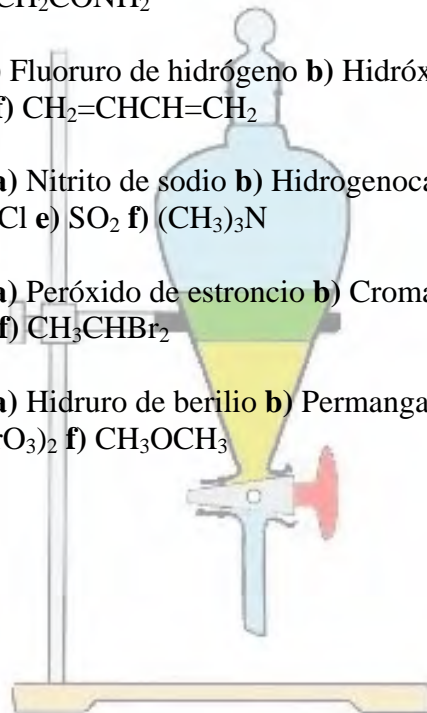 CH₂CONH₂
Fluoruro de hidrógeno b) Hidróx
f) CH₂=CHCH=CH₂
a) Nitrito de sodio b) Hidrogenoca
Cl e) SO₂ f) (CH₃)₃N
a) Peróxido de estroncio b) Croma
f) CH₃CHBr₂
a) Hidruro de berilio b) Permanga
rO₃)₂ f) CH₃OCH₃